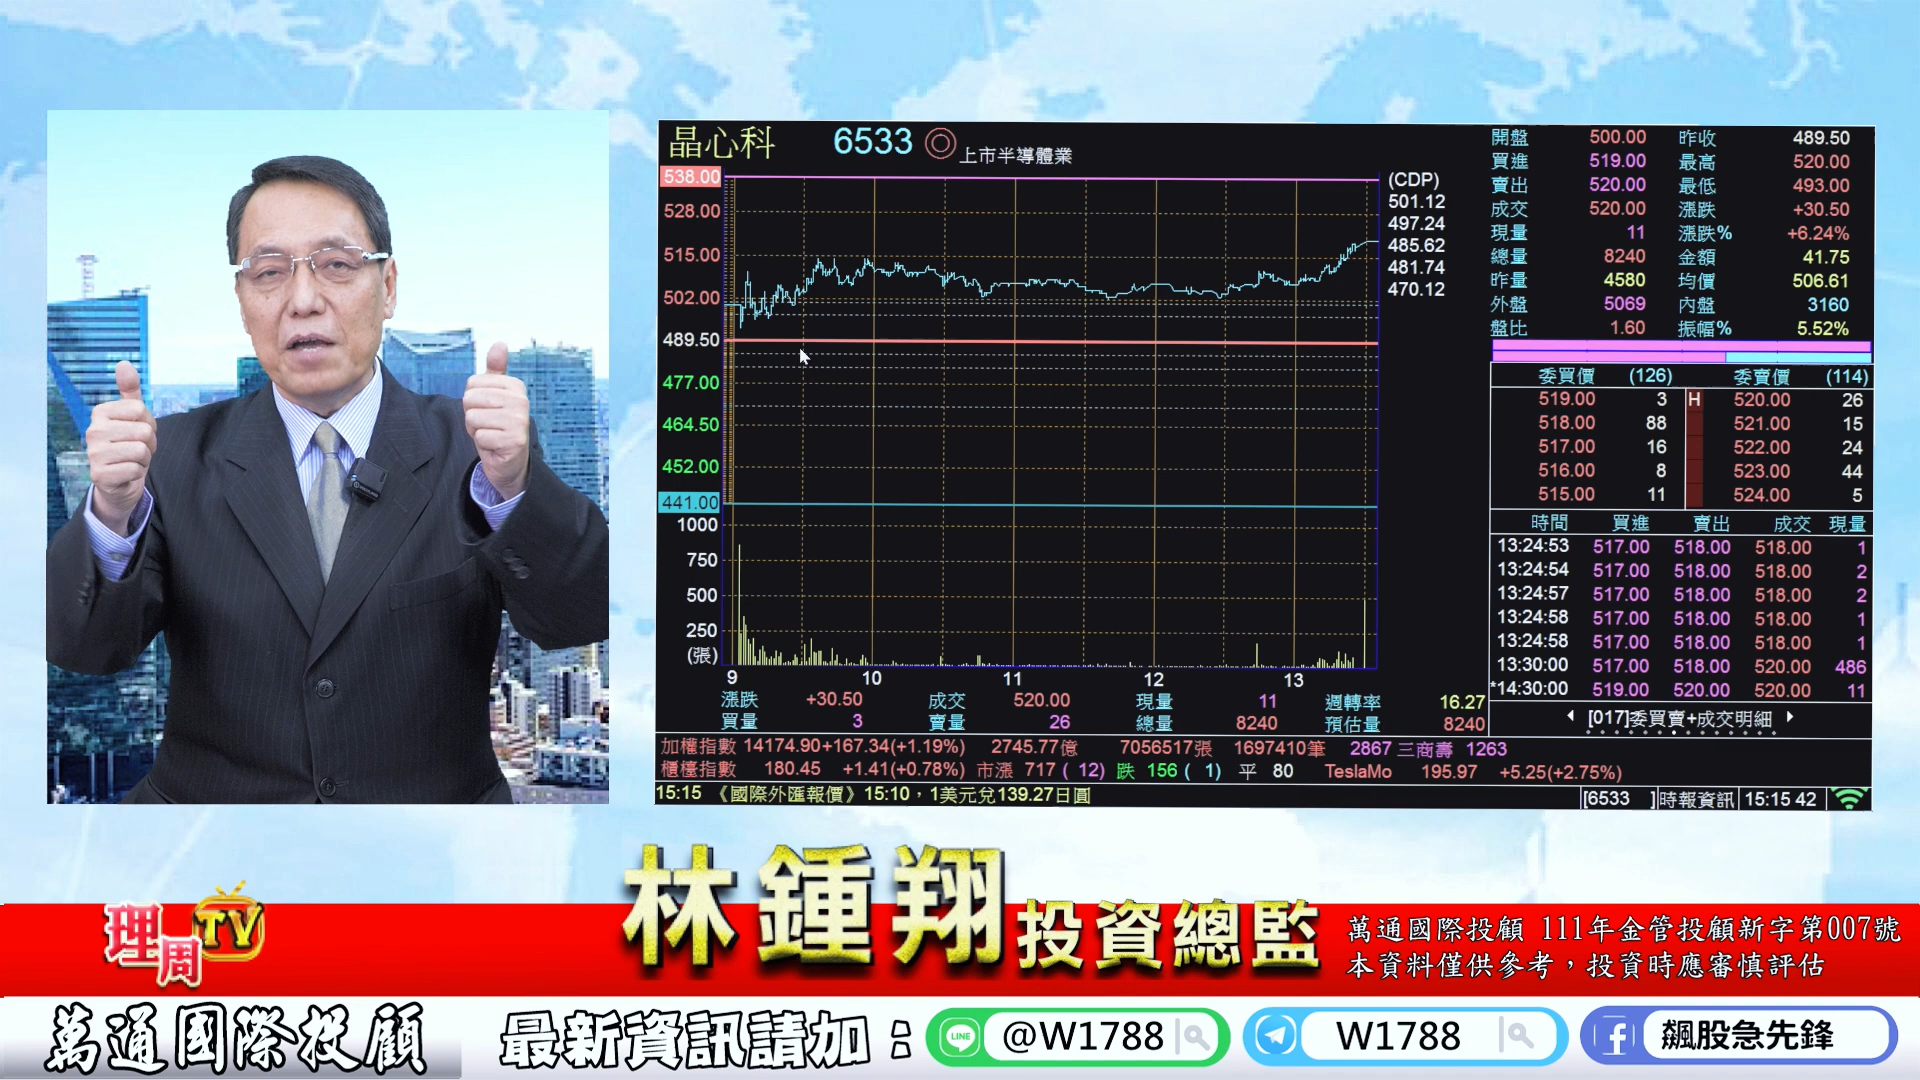 晶心科 6533 ◎ 上市半導體業
538.00
528.00
515.00
502.00
489.50
477.00
464.50
452.00
441.00
1000
750
500
250
(張)
9 10 11 12 13
(CDP)
501.12
497.24
485.62
481.74
470.12
開盤 500.00 昨收 489.50
買進 519.00 最高 520.00
賣出 520.00 最低 493.00
成交 520.00 漲跌 +30.50
現量 11 漲跌% +6.24%
總量 8240 金額 41.75
昨量 4580 均價 506.61
外盤 5069 內盤 3160
盤比 1.60 振幅% 5.52%
委買價 (126) 委賣價 (114)
519.00 3 H 520.00 26
518.00 88 521.00 15
517.00 16 522.00 24
516.00 8 523.00 44
515.00 11 524.00 5
時間 買進 賣出 成交 現量
13:24:53 517.00 518.00 518.00 1
13:24:54 517.00 518.00 518.00 2
13:24:57 517.00 518.00 518.00 2
13:24:58 517.00 518.00 518.00 1
13:24:58 517.00 518.00 518.00 1
13:30:00 517.00 518.00 520.00 486
*14:30:00 519.00 520.00 520.00 11
[017]委買賣+成交明細
漲跌 +30.50 成交 520.00 現量 11 週轉率 16.27
買量 3 賣量 26 總量 8240 預估量 8240
加權指數 14174.90+167.34(+1.19%) 2745.77億 7056517張 1697410筆 2867 三商壽 1263
櫃檯指數 180.45 +1.41(+0.78%) 市漲 717 ( 12) 跌 156 ( 1) 平 80 TeslaMo 195.97 +5.25(+2.75%)
15:15 《國際外匯報價》15:10，1美元兌139.27日圓
[6533 ]時報資訊 15:15 42
林鍾翔 投資總監
理周TV
萬通國際投顧 111年金管投顧新字第007號
本資料僅供參考，投資時應審慎評估
萬通國際投顧 最新資訊請加： LINE @W1788 W1788 f 飆股急先鋒